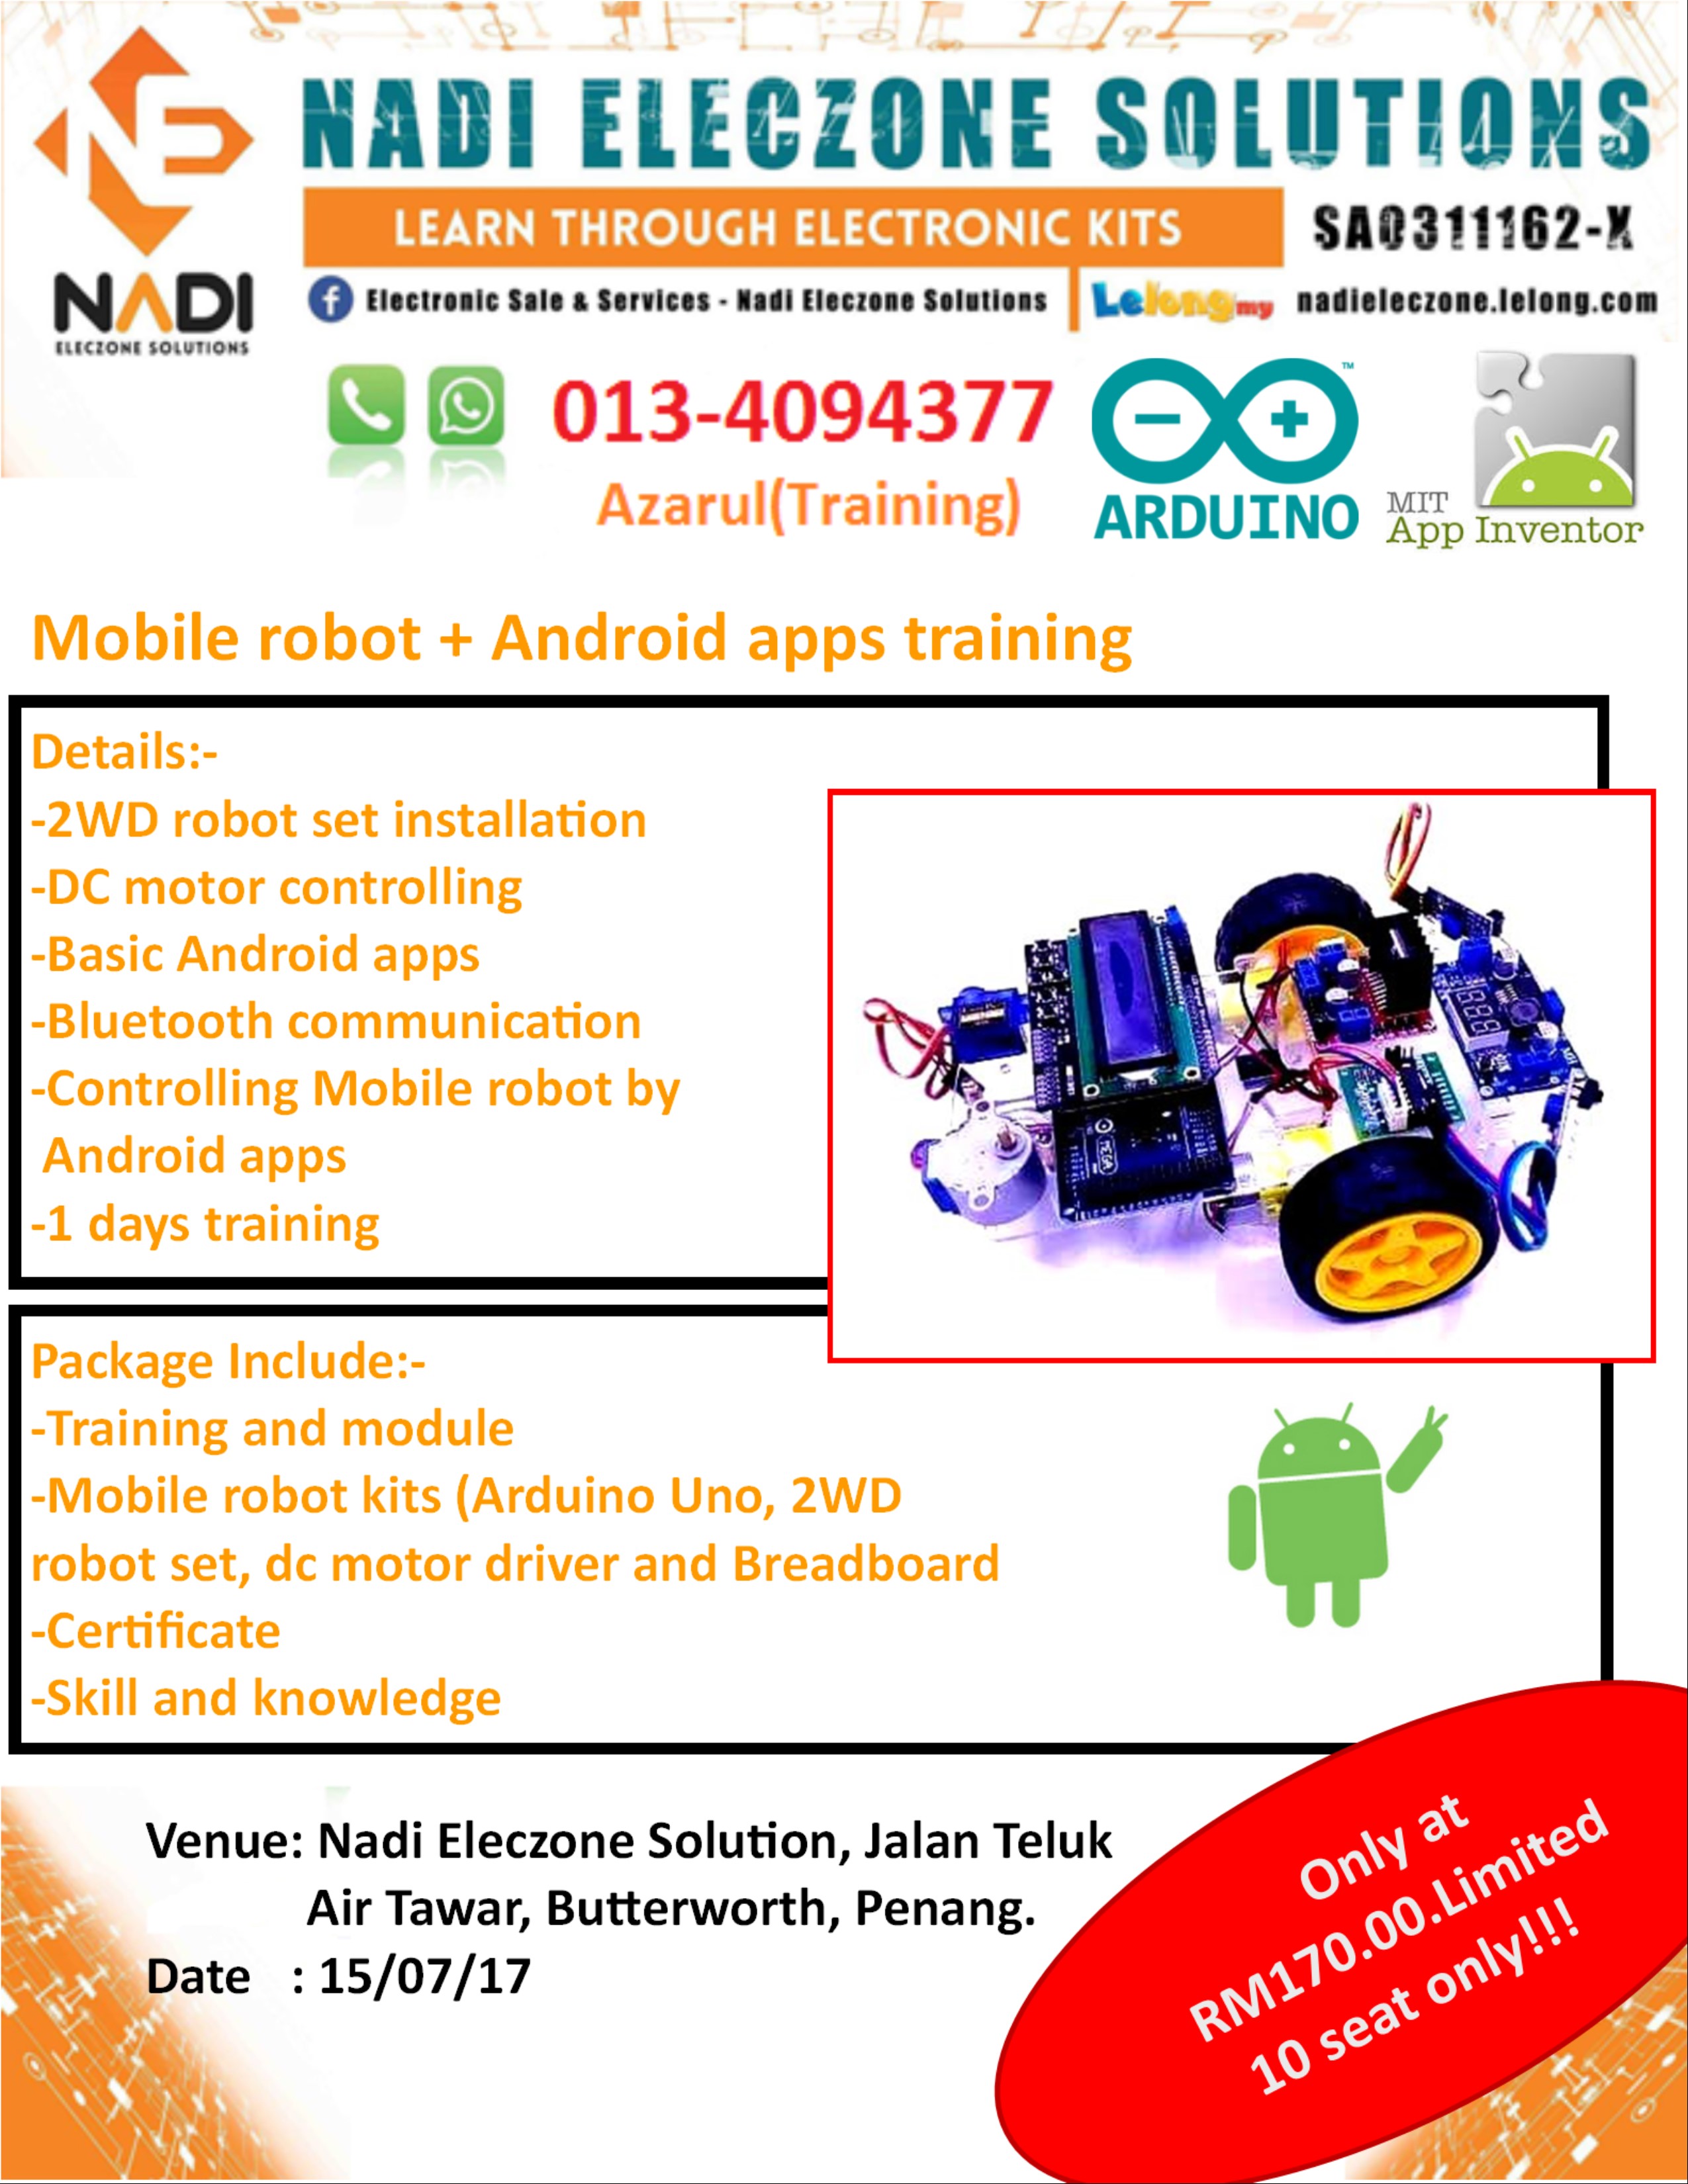 NADI ELECZONE SOLUTIONS
LEARN THROUGH ELECTRONIC KITS
SA0311162-X
NADI
ELECZONE SOLUTIONS
Electronic Sale & Services - Nadi Eleczone Solutions
Lelong my
nadieleczone.lelong.com
013-4094377
Azarul(Training)
ARDUINO
TM
MIT
App Inventor
Mobile robot + Android apps training
Details:-
-2WD robot set installation
-DC motor controlling
-Basic Android apps
-Bluetooth communication
-Controlling Mobile robot by
Android apps
-1 days training
MEGA
Package Include:-
-Training and module
-Mobile robot kits (Arduino Uno, 2WD
robot set, dc motor driver and Breadboard
-Certificate
-Skill and knowledge
Venue: Nadi Eleczone Solution, Jalan Teluk
Air Tawar, Butterworth, Penang.
Date : 15/07/17
Only at
RM170.00.Limited
10 seat only!!!